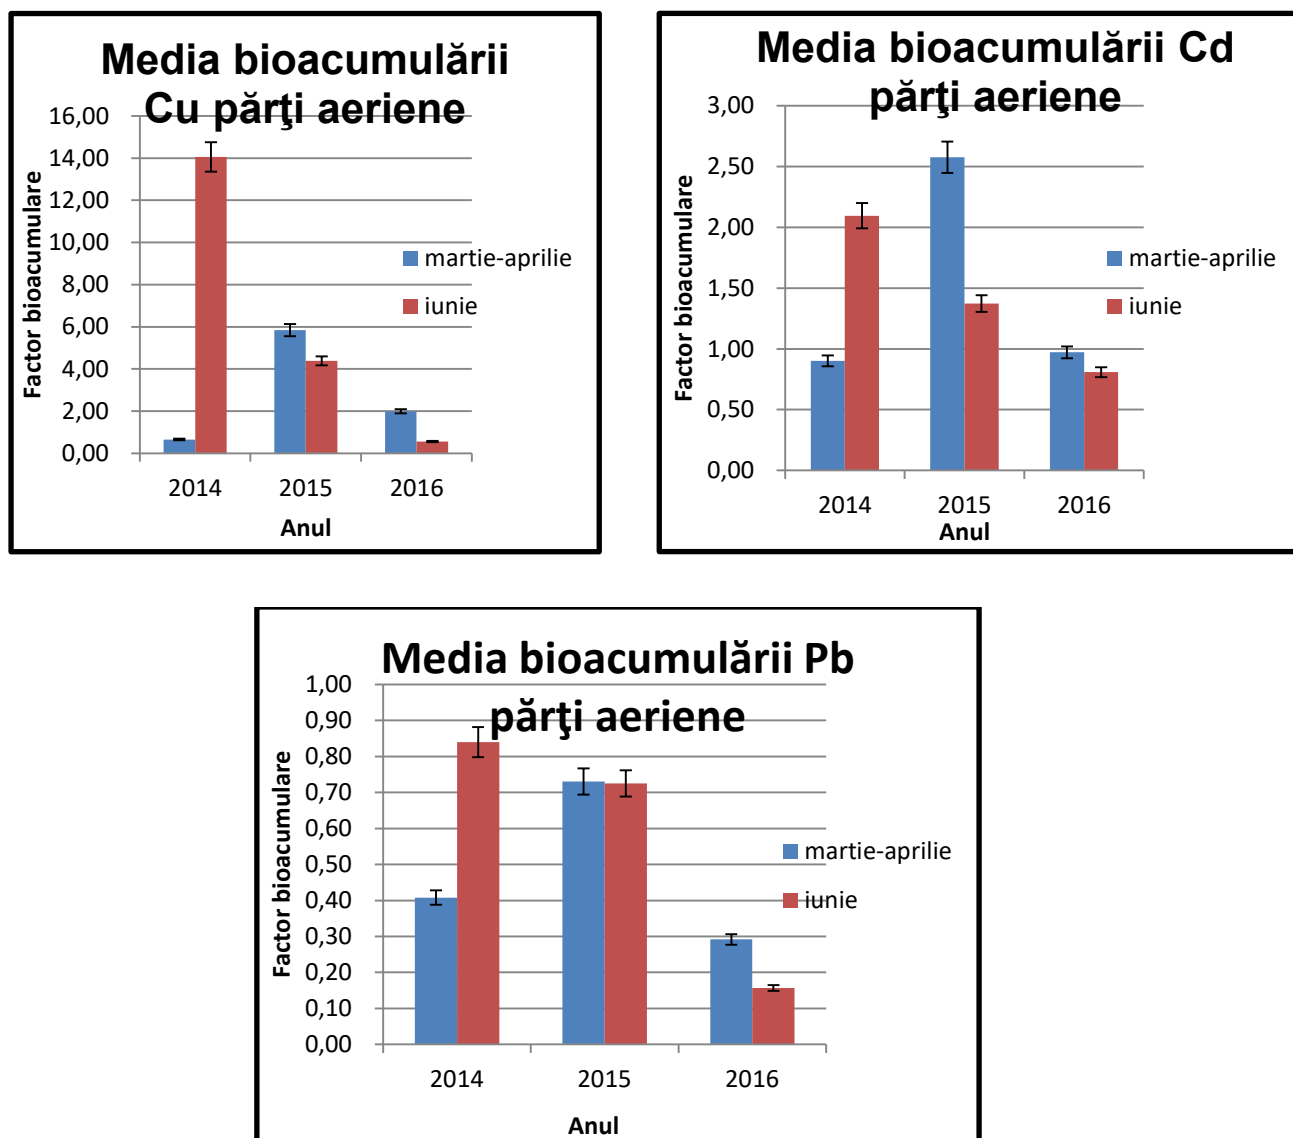 Media bioacumulării
Cu părţi aeriene
16,00
14,00
12,00
10,00
8,00
6,00
4,00
2,00
0,00
Factor bioacumulare
martie-aprilie
iunie
2014 2015 2016
Anul
Media bioacumulării Cd
părţi aeriene
3,00
2,50
2,00
1,50
1,00
0,50
0,00
Factor bioacumulare
martie-aprilie
iunie
2014 2015 2016
Anul
Media bioacumulării Pb
părţi aeriene
1,00
0,90
0,80
0,70
0,60
0,50
0,40
0,30
0,20
0,10
0,00
Factor bioacumulare
martie-aprilie
iunie
2014 2015 2016
Anul